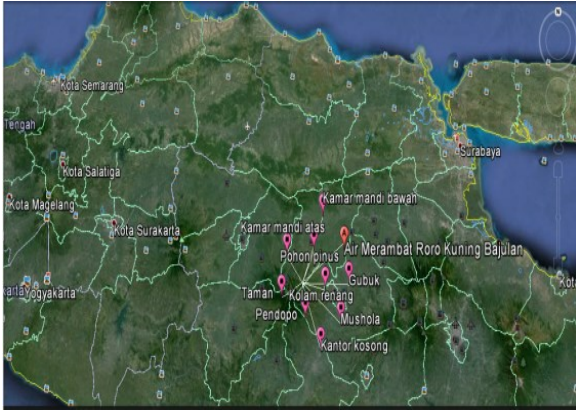 Kota Semarang
Tengah
Surabaya
Kota Salatiga
Kota Magelang
Kamar mandi bawah
Kota Surakarta
Kamar mandi atas
Air Merambat Roro Kuning Bajulan
Pohon pinus
Gubuk
Kota
karta
Yogyakarta
Taman
Kolam renang
Pendopo
Mushola
Kantor kosong